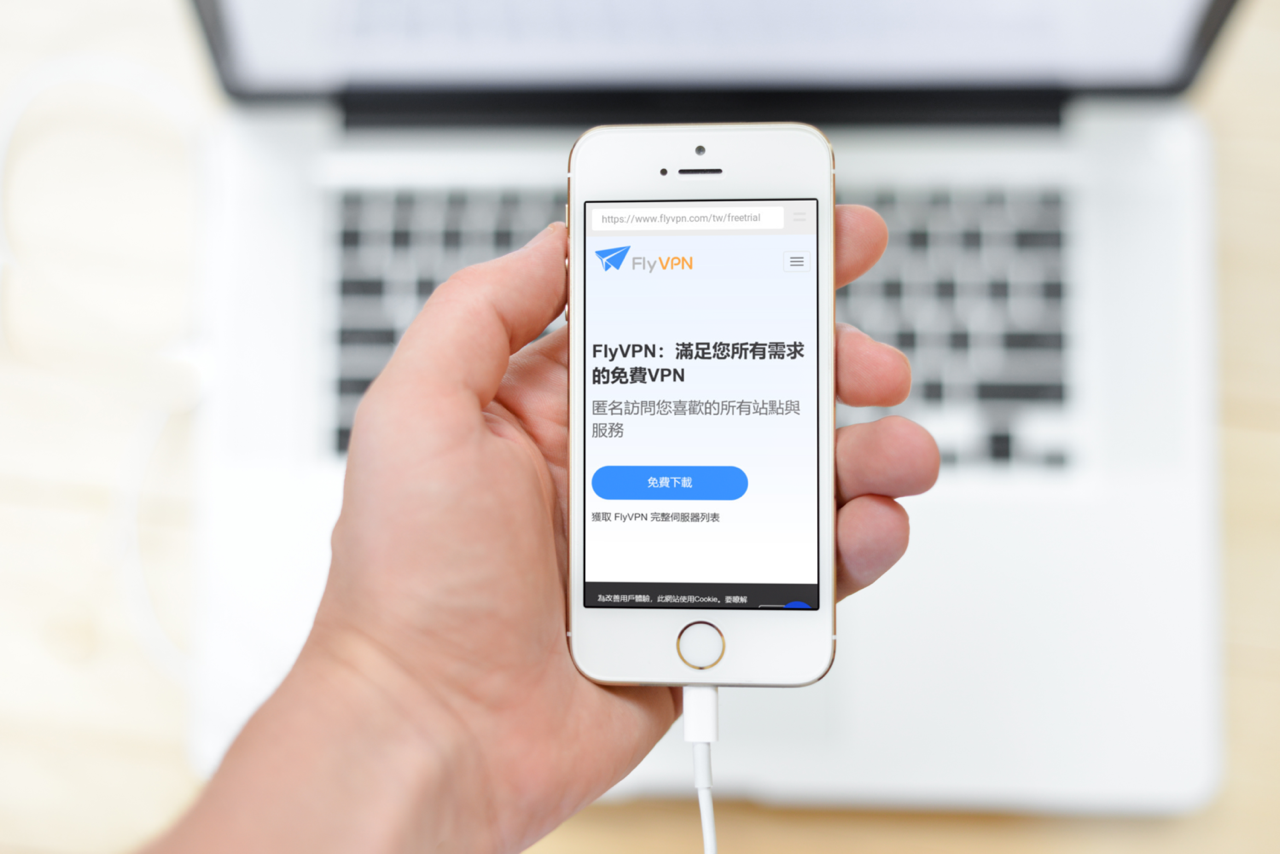 https://www.flyvpn.com/tw/freetrial
FlyVPN
FlyVPN：滿足您所有需求
的免費VPN
匿名訪問您喜歡的所有站點與
服務
免費下載
獲取 FlyVPN 完整伺服器列表
為改善用戶體驗，此網站使用Cookie。要瞭解